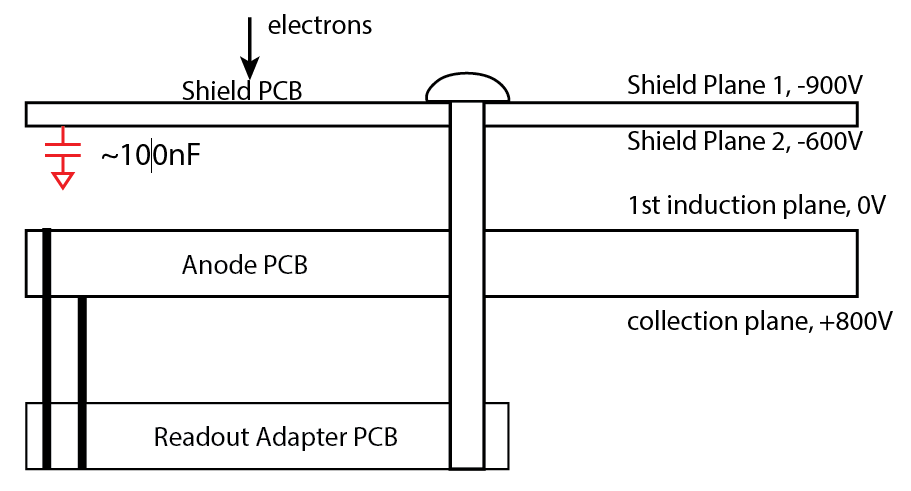 electrons
Shield PCB
Shield Plane 1, -900V
Shield Plane 2, -600V
~100nF
1st induction plane, 0V
Anode PCB
collection plane, +800V
Readout Adapter PCB